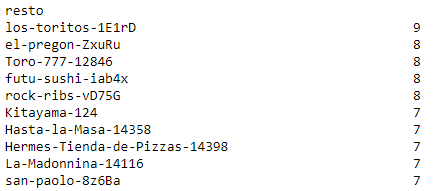 resto
los-toritos-1E1rD 9
el-pregon-ZxuRu 8
Toro-777-12846 8
futu-sushi-iab4x 8
rock-ribs-vD75G 8
Kitayama-124 7
Hasta-la-Masa-14358 7
Hermes-Tienda-de-Pizzas-14398 7
La-Madonnina-14116 7
san-paolo-8z6Ba 7